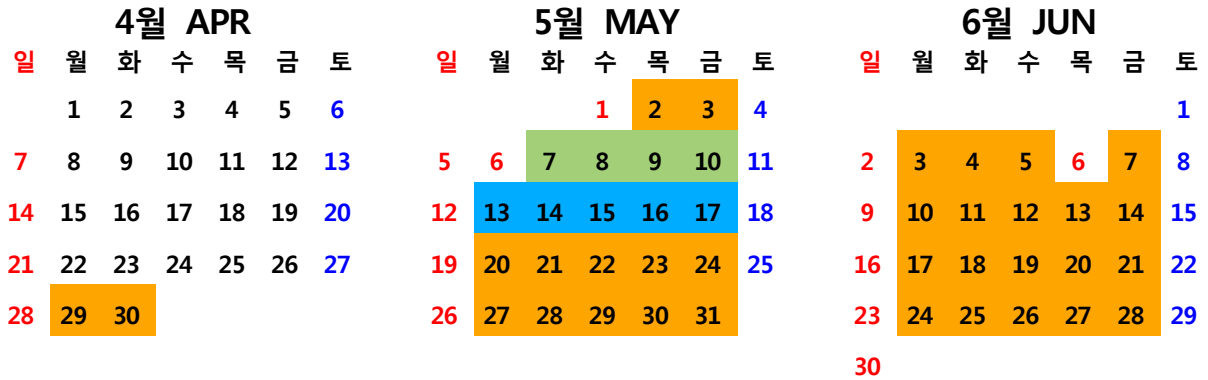 4월 APR
일 월 화 수 목 금 토
1 2 3 4 5 6
7 8 9 10 11 12 13
14 15 16 17 18 19 20
21 22 23 24 25 26 27
28 29 30
5월 MAY
일 월 화 수 목 금 토
1 2 3 4
5 6 7 8 9 10 11
12 13 14 15 16 17 18
19 20 21 22 23 24 25
26 27 28 29 30 31
6월 JUN
일 월 화 수 목 금 토
1
2 3 4 5 6 7 8
9 10 11 12 13 14 15
16 17 18 19 20 21 22
23 24 25 26 27 28 29
30